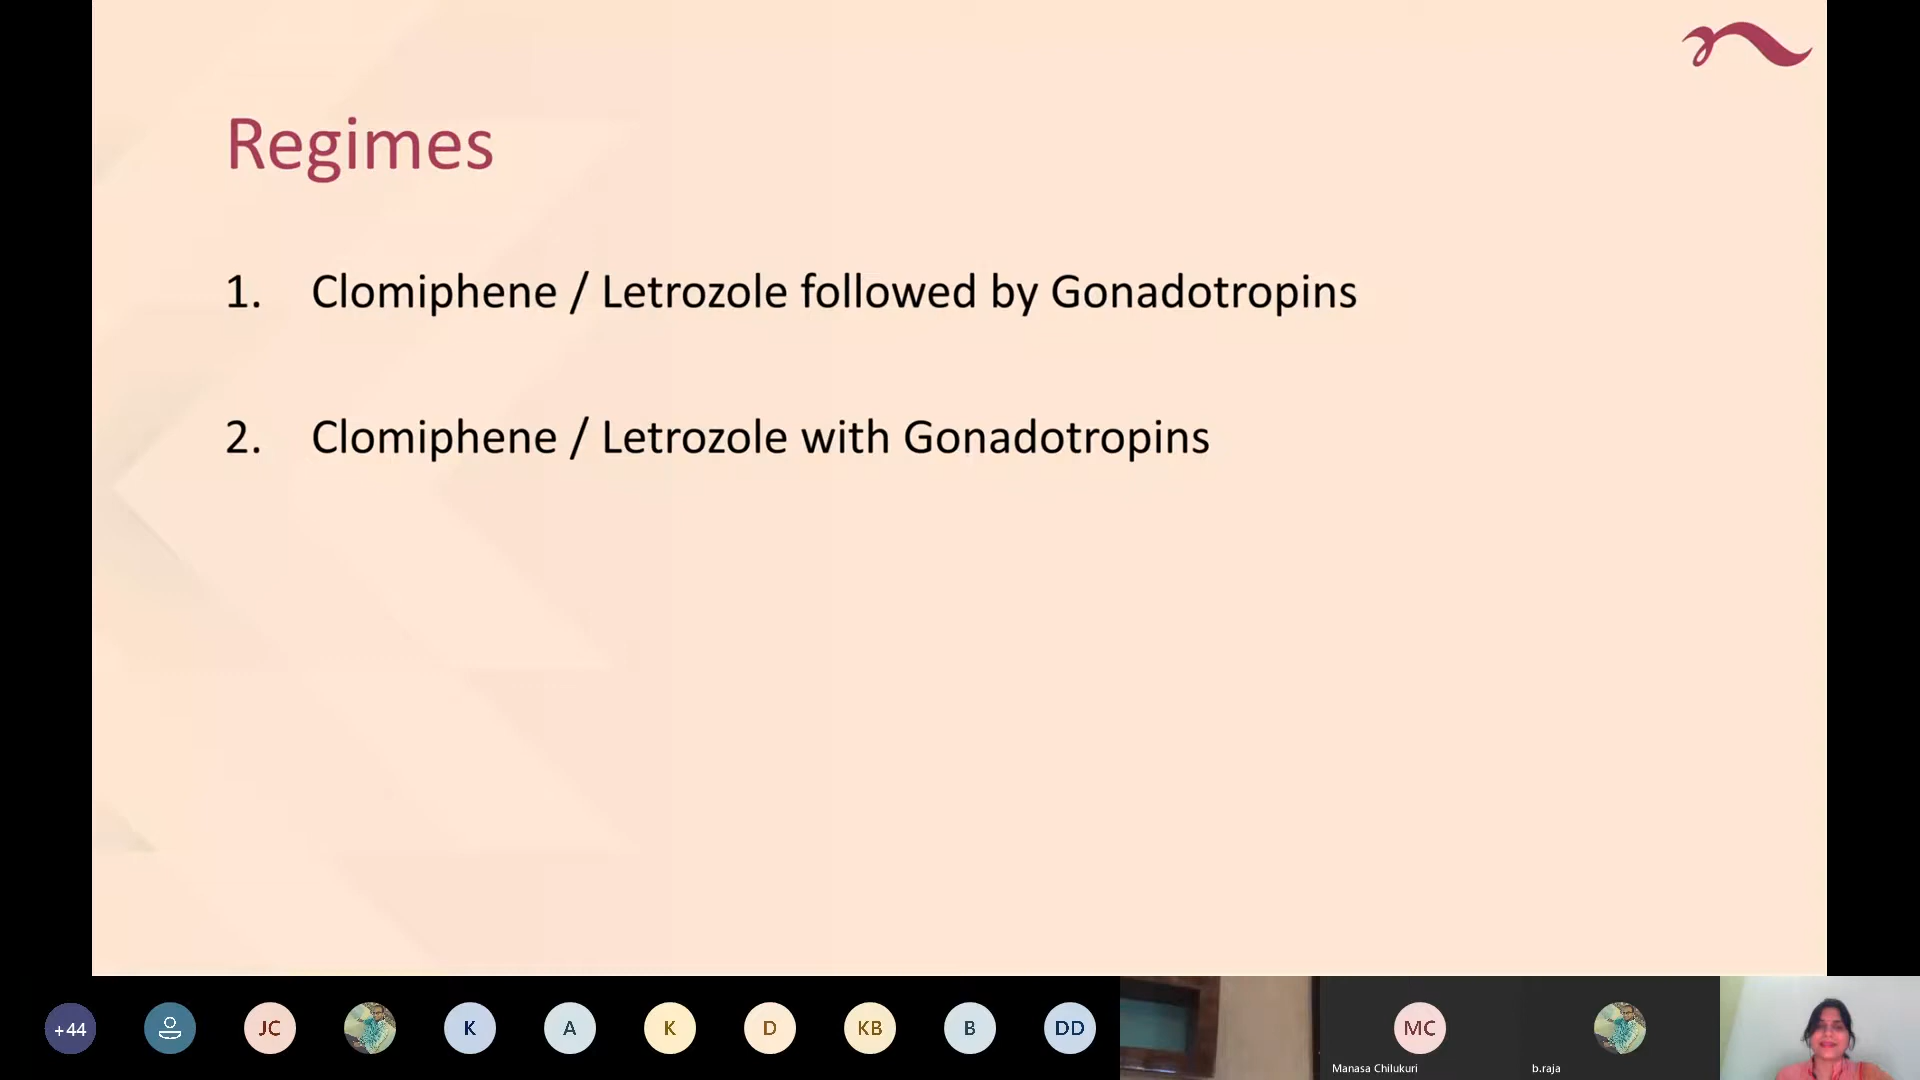 Regimes
1. Clomiphene / Letrozole followed by Gonadotropins
2. Clomiphene / Letrozole with Gonadotropins
+44
JC
K
A
K
D
KB
B
DD
MC
Manasa Chilukuri
b.raja